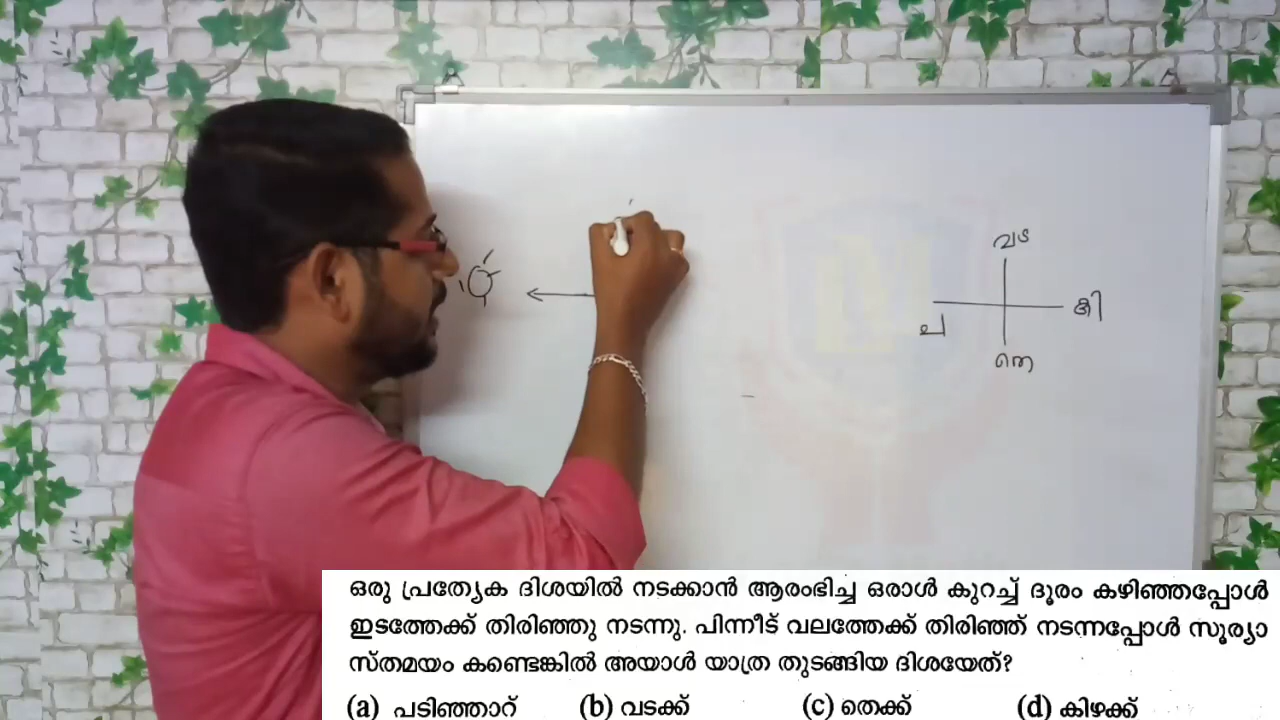 വട
കി
പ
തെ
ഒരു പ്രത്യേക ദിശയിൽ നടക്കാൻ ആരംഭിച്ച ഒരാൾ കുറച്ച് ദൂരം കഴിഞ്ഞപ്പോൾ
ഇടത്തേക്ക് തിരിഞ്ഞു നടന്നു. പിന്നീട് വലത്തേക്ക് തിരിഞ്ഞ് നടന്നപ്പോൾ സൂര്യാ
സ്തമയം കണ്ടെങ്കിൽ അയാൾ യാത്ര തുടങ്ങിയ ദിശയേത്?
(a) പടിഞ്ഞാറ് (b) വടക്ക് (c) തെക്ക് (d) കിഴക്ക്